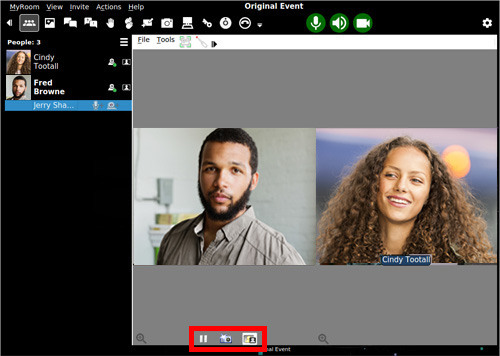 Original Event
MyRoom View Invite Actions Help
People: 3
File Tools
Cindy
Tootall
Fred
Browne
Jerry Sha...
Cindy Tootall
nal Event